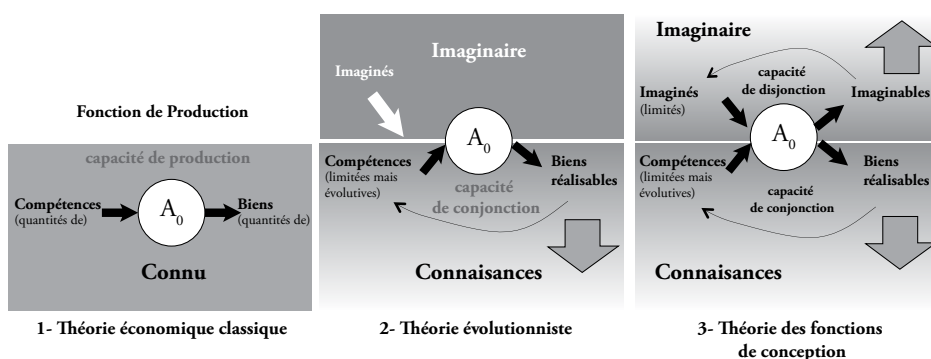 Fonction de Production
capacité de production
Compétences
(quantités de)
A0
Biens
(quantités de)
Connu
1- Théorie économique classique
Imaginaire
Imaginés
A0
Compétences
(limitées mais
évolutives)
Biens
réalisables
capacité
de conjonction
Connaisances
2- Théorie évolutionniste
Imaginaire
capacité
de disjonction
Imaginés
(limités)
Imaginables
A0
Compétences
(limitées mais
évolutives)
Biens
réalisables
capacité
de conjonction
Connaisances
3- Théorie des fonctions
de conception